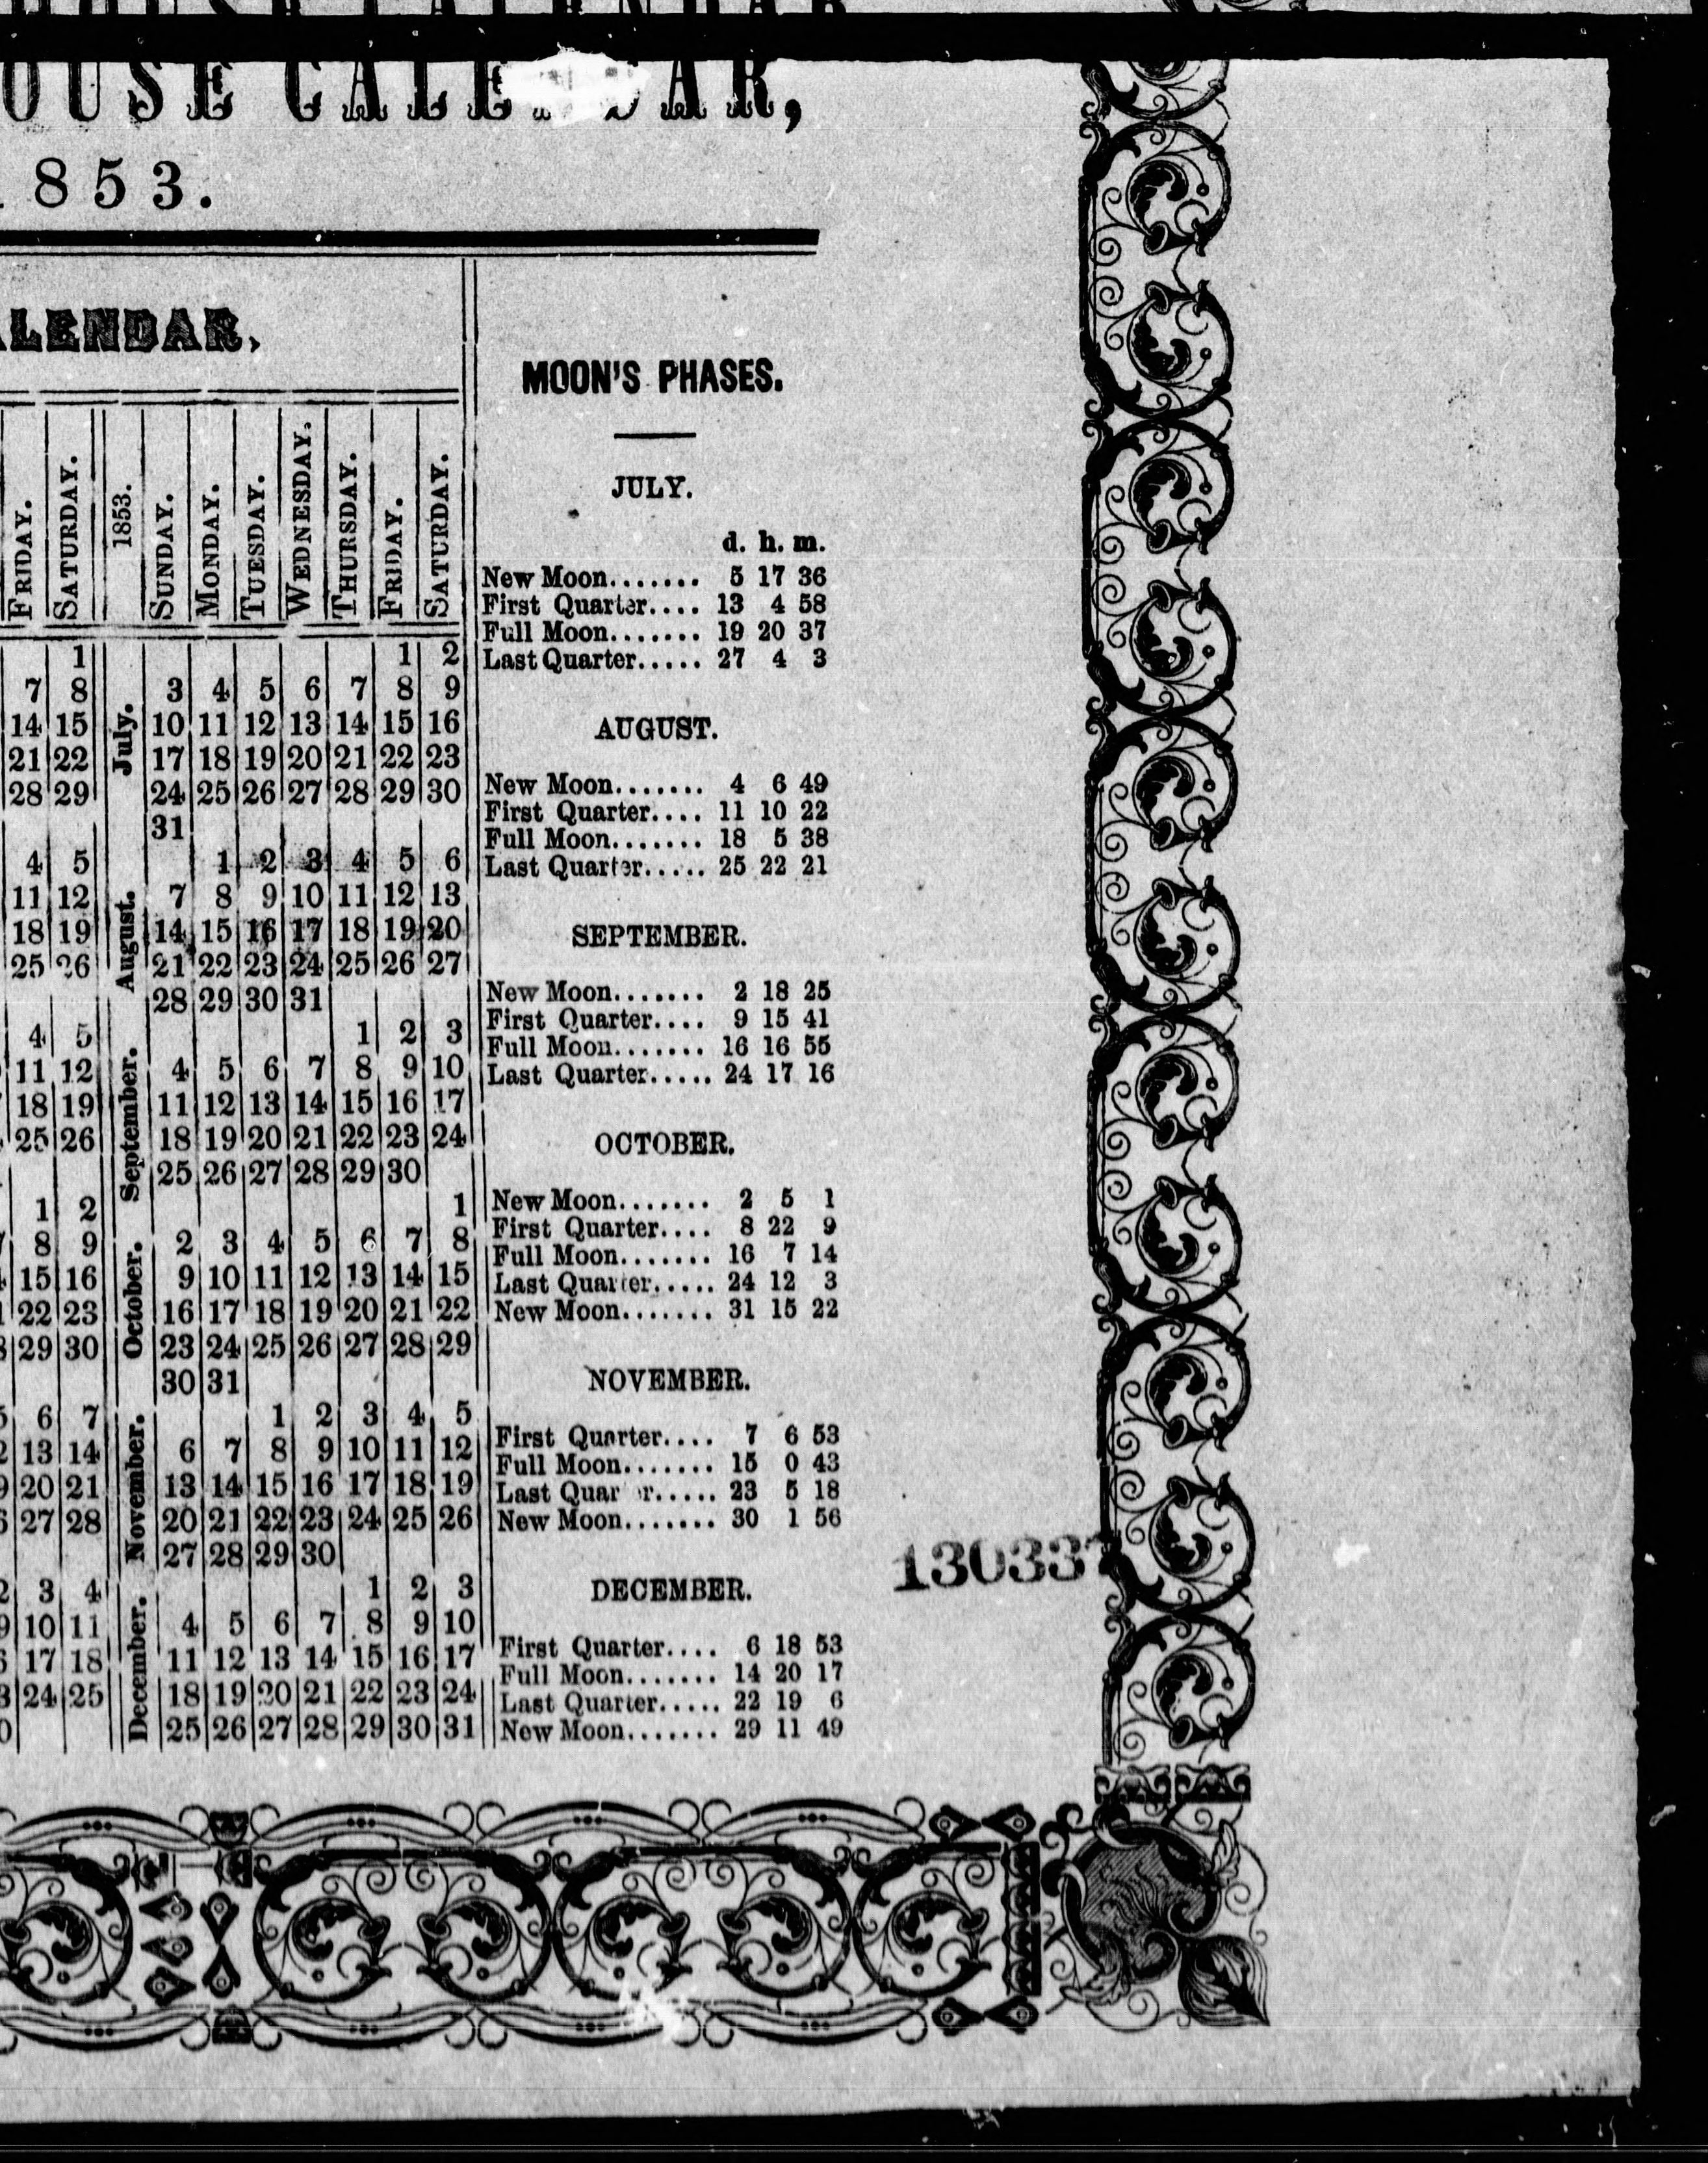 OUSE CALENDAR,
1853.
ALENDAR,
FRIDAY. SATURDAY. 1853. SUNDAY. MONDAY. TUESDAY. WEDNESDAY. THURSDAY. FRIDAY. SATURDAY.
1 July. 1 2
7 8 3 4 5 6 7 8 9
14 15 10 11 12 13 14 15 16
21 22 17 18 19 20 21 22 23
28 29 24 25 26 27 28 29 30
31
4 5 August. 1 2 3 4 5 6
11 12 7 8 9 10 11 12 13
18 19 14 15 16 17 18 19 20
25 26 21 22 23 24 25 26 27
28 29 30 31
4 5 September. 1 2 3
11 12 4 5 6 7 8 9 10
18 19 11 12 13 14 15 16 17
25 26 18 19 20 21 22 23 24
25 26 27 28 29 30
1 2 October. 1
8 9 2 3 4 5 6 7 8
15 16 9 10 11 12 13 14 15
22 23 16 17 18 19 20 21 22
29 30 23 24 25 26 27 28 29
30 31
6 7 November. 1 2 3 4 5
13 14 6 7 8 9 10 11 12
20 21 13 14 15 16 17 18 19
27 28 20 21 22 23 24 25 26
27 28 29 30
3 4 December. 1 2 3
10 11 4 5 6 7 8 9 10
17 18 11 12 13 14 15 16 17
24 25 18 19 20 21 22 23 24
25 26 27 28 29 30 31
MOON'S PHASES.
JULY.
d. h. m.
New Moon....... 5 17 36
First Quarter.... 13 4 58
Full Moon....... 19 20 37
Last Quarter..... 27 4 3
AUGUST.
New Moon....... 4 6 49
First Quarter.... 11 10 22
Full Moon....... 18 5 38
Last Quarter..... 25 22 21
SEPTEMBER.
New Moon....... 2 18 25
First Quarter.... 9 15 41
Full Moon....... 16 16 55
Last Quarter..... 24 17 16
OCTOBER.
New Moon....... 2 5 1
First Quarter.... 8 22 9
Full Moon....... 16 7 14
Last Quarter..... 24 12 3
New Moon....... 31 15 22
NOVEMBER.
First Quarter.... 7 6 53
Full Moon....... 15 0 43
Last Quarter..... 23 5 18
New Moon....... 30 1 56
DECEMBER.
First Quarter.... 6 18 53
Full Moon....... 14 20 17
Last Quarter..... 22 19 6
New Moon....... 29 11 49